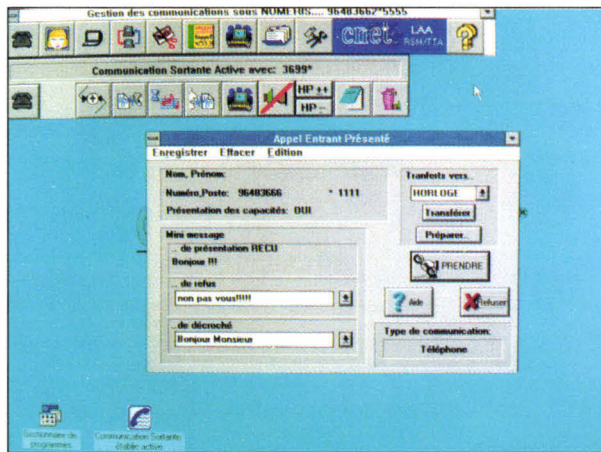 Gestion des communications sous NUMERIS.... 96483662*5555
cnet
LAA
RSM/TTA
Communication Sortante Active avec: 3699*
HP ++
HP --
Appel Entrant Présenté
Enregistrer Effacer Edition
Nom, Prénom:
Numéro,Poste: 96483666 * 1111
Présentation des capacités: OUI
Tranferts vers..
HORLOGE
Transférer
Préparer..
Mini message
... de présentation RECU
Bonjour !!!
... de refus
non pas vous!!!!!
...de décroché
Bonjour Monsieur
PRENDRE
Aide
Refuser
Type de communication:
Téléphone
Gestionnaire de
programmes
Communication Sortante
établie active